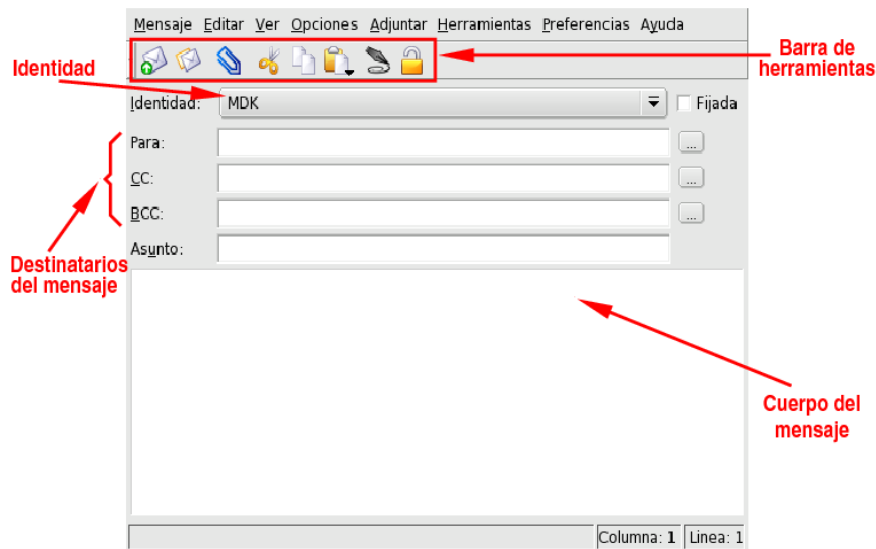 Mensaje Editar Ver Opciones Adjuntar Herramientas Preferencias Ayuda
Barra de
herramientas
Identidad
Identidad: MDK Fijada
Para: ...
CC: ...
BCC: ...
Asunto:
Destinatarios
del mensaje
Cuerpo del
mensaje
Columna: 1 Linea: 1